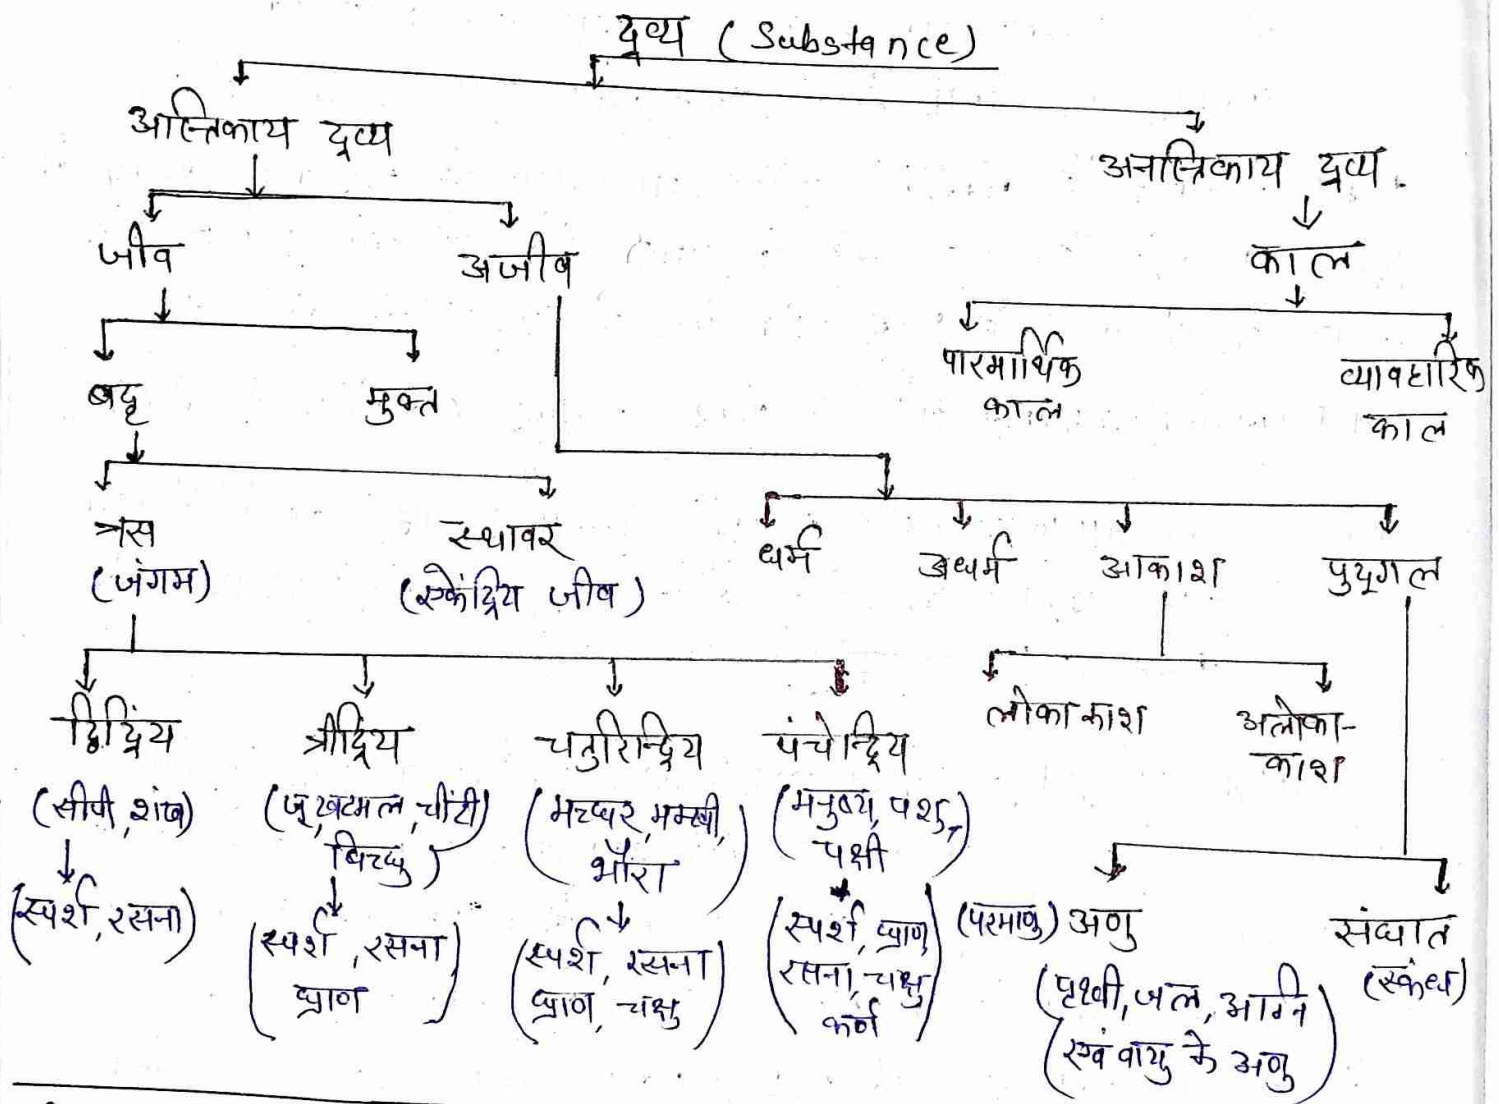 द्रव्य (Substance)
अस्तिकाय द्रव्य
अनस्तिकाय द्रव्य
जीव
अजीव
काल
बद्ध
मुक्त
पारमार्थिक
काल
व्यावहारिक
काल
त्रस
(जंगम)
स्थावर
(एकेंद्रिय जीव)
धर्म
अधर्म
आकाश
पुद्गल
द्विंद्रिय
त्रीद्रिंय
चतुरिन्द्रिय
पंचेन्द्रिय
लोकाकाश
अलोका-
काश
(सीपी, शंख)
(स्पर्श, रसना)
(जू, खटमल, चींटी
बिच्छु)
(स्पर्श, रसना
घ्राण)
(मच्छर, मक्खी,
भौंरा)
(स्पर्श, रसना
घ्राण, चक्षु)
(मनुष्य, पशु,
पक्षी)
(स्पर्श, घ्राण,
रसना, चक्षु
कर्ण)
(परमाणु) अणु
(पृथ्वी, जल, अग्नि
एवं वायु के अणु)
संघात
(स्कंध)